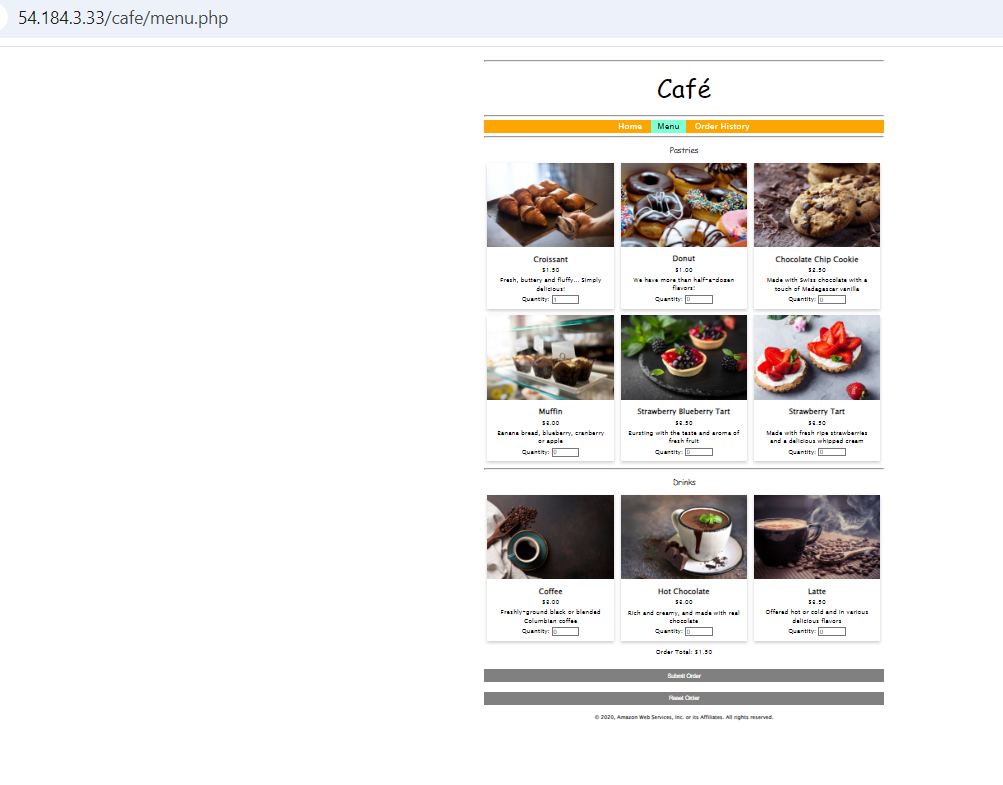 54.184.3.33/cafe/menu.php
Café
Home Menu Order History
Pastries
Croissant
$1.50
Fresh, buttery and fluffy... Simply
delicious!
Quantity: 1
Donut
$1.00
We have more than half-a-dozen
flavors!
Quantity: 0
Chocolate Chip Cookie
$2.50
Made with Swiss chocolate with a
touch of Madagascar vanilla
Quantity: 0
Muffin
$3.00
Banana bread, blueberry, cranberry
or apple
Quantity: 0
Strawberry Blueberry Tart
$3.50
Bursting with the taste and aroma of
fresh fruit
Quantity: 0
Strawberry Tart
$3.50
Made with fresh ripe strawberries
and a delicious whipped cream
Quantity: 0
Drinks
Coffee
$3.00
Freshly-ground black or blended
Columbian coffee
Quantity: 0
Hot Chocolate
$3.00
Rich and creamy, and made with real
chocolate
Quantity: 0
Latte
$3.50
Offered hot or cold and in various
delicious flavors
Quantity: 0
Order Total: $1.50
Submit Order
Reset Order
© 2020, Amazon Web Services, Inc. or its Affiliates. All rights reserved.